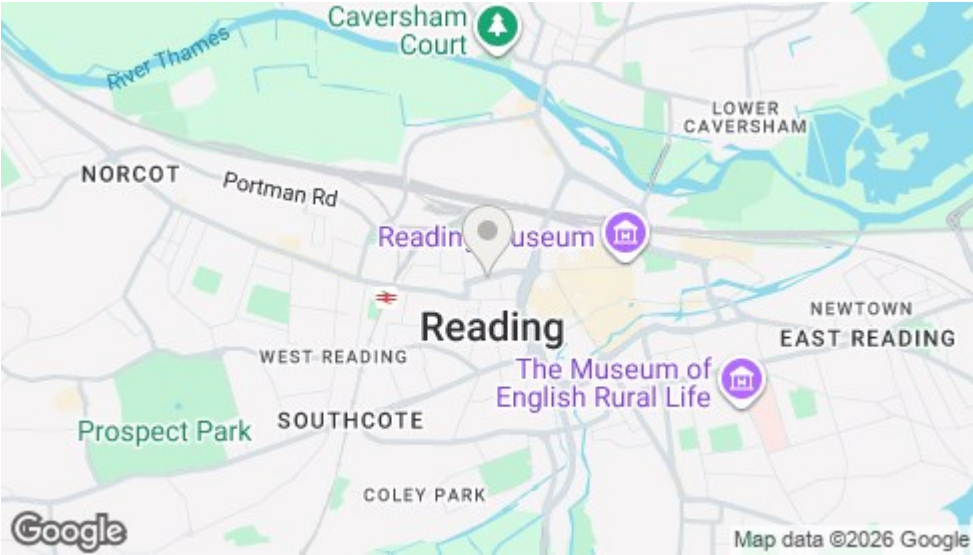 Caversham
Court
River Thames
LOWER
CAVERSHAM
NORCOT
Portman Rd
Reading Museum
Reading
NEWTOWN
EAST READING
WEST READING
The Museum of
English Rural Life
SOUTHCOTE
Prospect Park
COLEY PARK
Google
Map data ©2026 Google